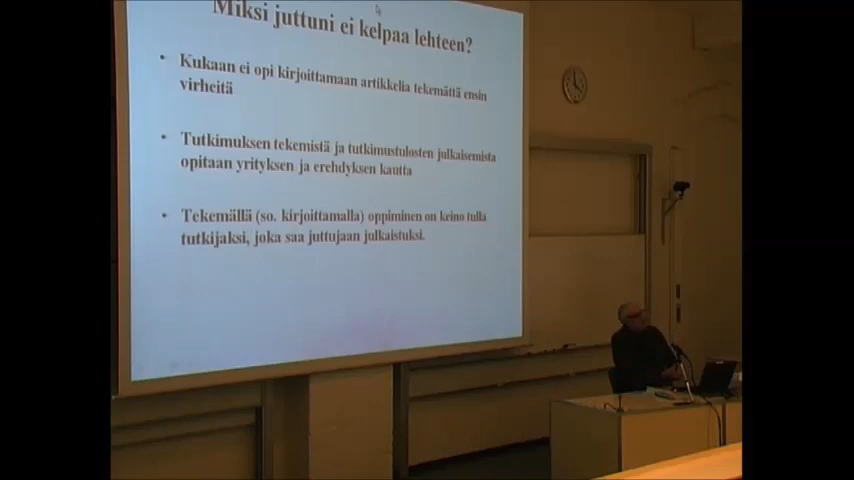 Miksi juttuni ei kelpaa lehteen?
• Kukaan ei opi kirjoittamaan artikkelia tekemättä ensin
virheitä
• Tutkimuksen tekemistä ja tutkimustulosten julkaisemista
opitaan yrityksen ja erehdyksen kautta
• Tekemällä (so. kirjoittamalla) oppiminen on keino tulla
tutkijaksi, joka saa juttujaan julkaistuksi.